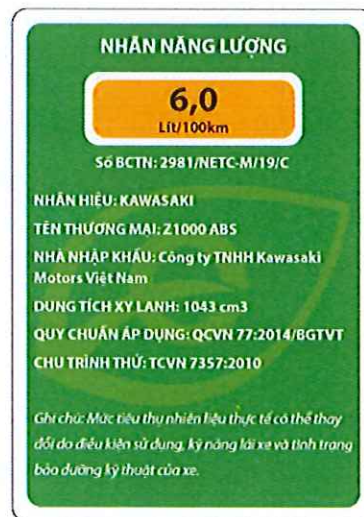 NHÃN NĂNG LƯỢNG
6,0
Lít/100km
Số BCTN: 2981/NETC-M/19/C
NHÃN HIỆU: KAWASAKI
TÊN THƯƠNG MẠI: Z1000 ABS
NHÀ NHẬP KHẨU: Công ty TNHH Kawasaki
Motors Việt Nam
DUNG TÍCH XY LANH: 1043 cm3
QUY CHUẨN ÁP DỤNG: QCVN 77:2014/BGTVT
CHU TRÌNH THỬ: TCVN 7357:2010
Ghi chú: Mức tiêu thụ nhiên liệu thực tế có thể thay
đổi do điều kiện sử dụng, kỹ năng lái xe và tình trạng
bảo dưỡng kỹ thuật của xe.